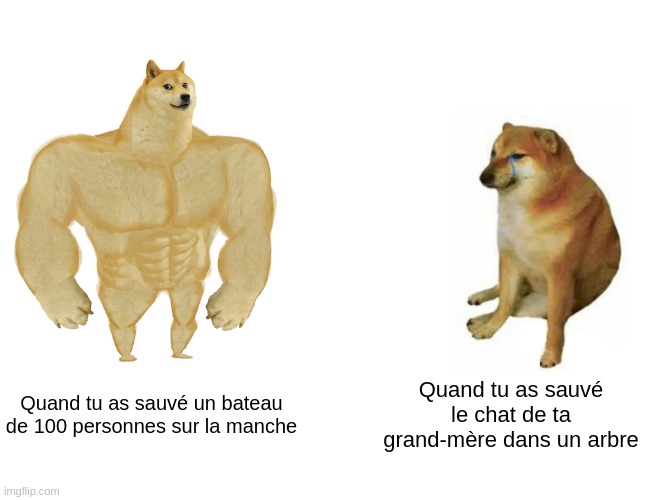 Quand tu as sauvé un bateau
de 100 personnes sur la manche
Quand tu as sauvé
le chat de ta
grand-mère dans un arbre
imgflip.com